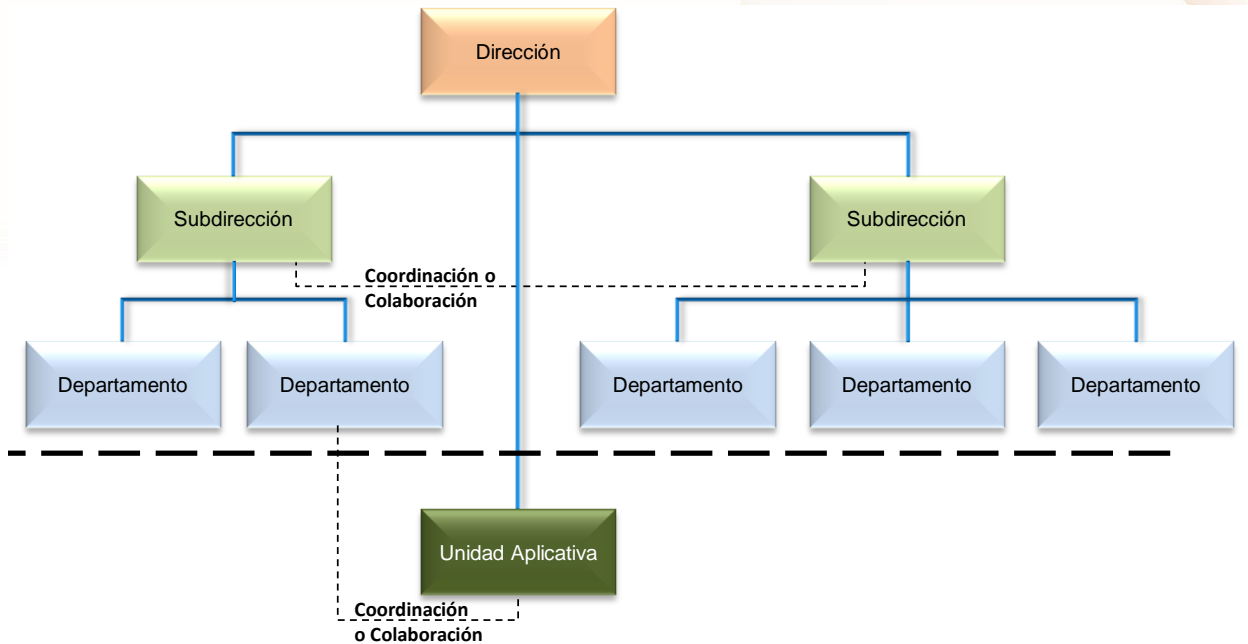 Dirección
Subdirección
Subdirección
Coordinación o
Colaboración
Departamento
Departamento
Departamento
Departamento
Departamento
Unidad Aplicativa
Coordinación
o Colaboración